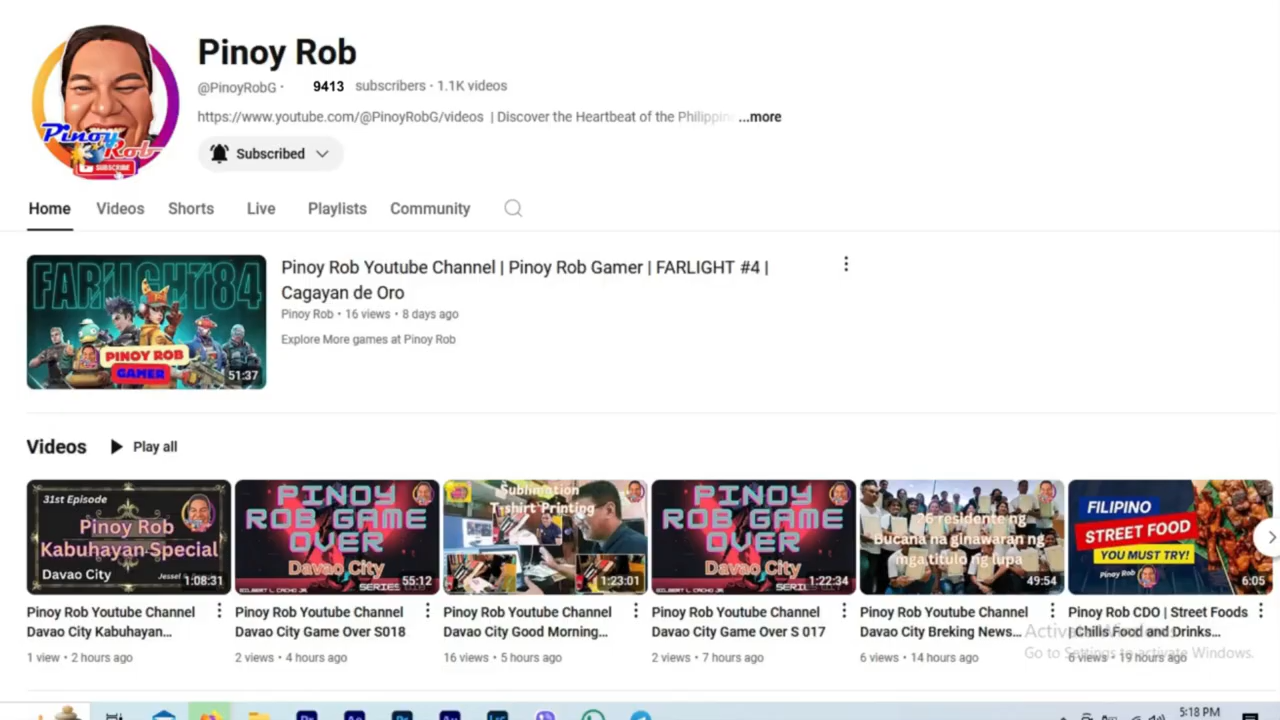 Pinoy Rob
@PinoyRobG · 9413 subscribers · 1.1K videos
https://www.youtube.com/@PinoyRobG/videos | Discover the Heartbeat of the Philippin ...more
Pinoy
Rob
SUBSCRIBE
Subscribed
Home Videos Shorts Live Playlists Community
FARLIGHT84
PINOY ROB
GAMER
51:37
Pinoy Rob Youtube Channel | Pinoy Rob Gamer | FARLIGHT #4 |
Cagayan de Oro
Pinoy Rob • 16 views • 8 days ago
Explore More games at Pinoy Rob
Videos Play all
31st Episode
Pinoy Rob
Kabuhayan Special
Davao City
1:08:31
PINOY
ROB GAME
OVER
Davao City
55:12
Sublimation
T-shirt Printing
1:23:01
PINOY
ROB GAME
OVER
Davao City
1:22:34
26 residente ng
Bucana na ginawaran ng
mga titulo ng lupa
49:54
FILIPINO
STREET FOOD
YOU MUST TRY!
Pinoy Rob
6:05
Pinoy Rob Youtube Channel
Davao City Kabuhayan...
1 view • 2 hours ago
Pinoy Rob Youtube Channel
Davao City Game Over S018
2 views • 4 hours ago
Pinoy Rob Youtube Channel
Davao City Good Morning...
16 views • 5 hours ago
Pinoy Rob Youtube Channel
Davao City Game Over S 017
2 views • 7 hours ago
Pinoy Rob Youtube Channel
Davao City Breking News...
6 views • 14 hours ago
Pinoy Rob CDO | Street Foods
|Chills Food and Drinks...
6 views • 19 hours ago
Activate Windows
Go to Settings to activate Windows.
5:18 PM